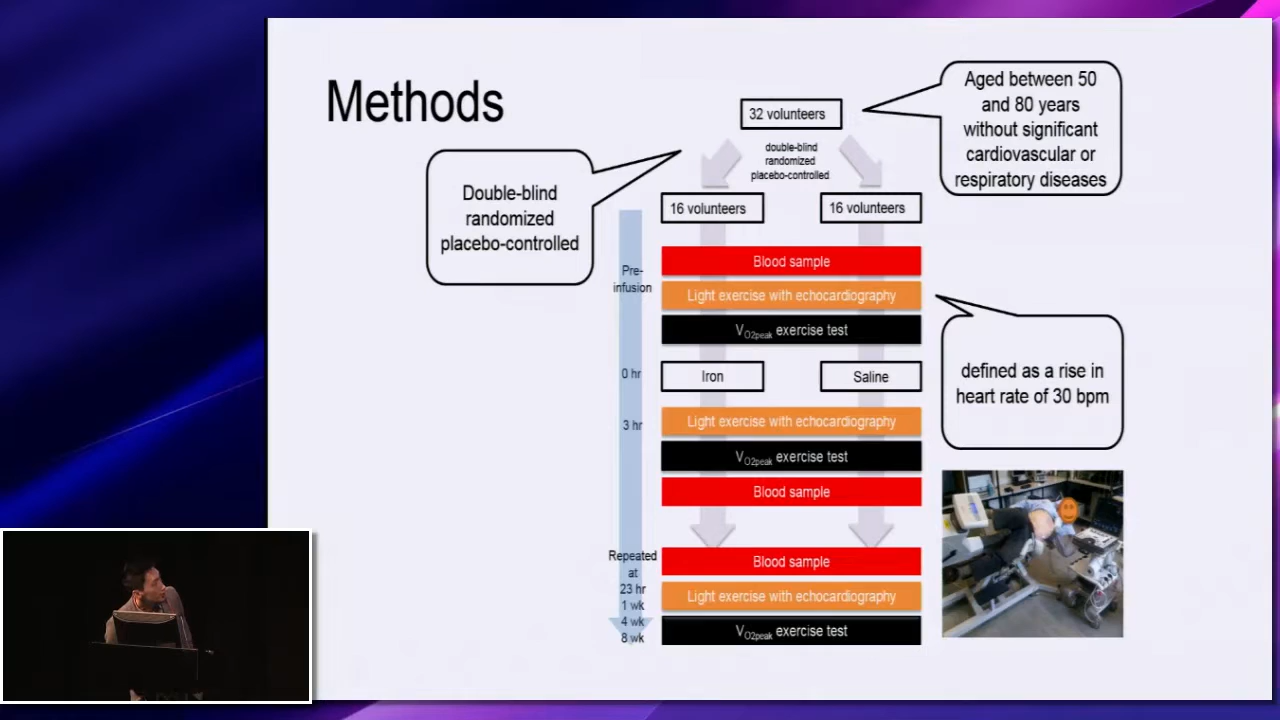 Methods
32 volunteers
Aged between 50
and 80 years
without significant
cardiovascular or
respiratory diseases
double-blind
randomized
placebo-controlled
Double-blind
randomized
placebo-controlled
16 volunteers
16 volunteers
Pre-
infusion
Blood sample
Light exercise with echocardiography
VO2peak exercise test
defined as a rise in
heart rate of 30 bpm
0 hr
Iron
Saline
3 hr
Light exercise with echocardiography
VO2peak exercise test
Blood sample
Repeated
at
23 hr
1 wk
4 wk
8 wk
Blood sample
Light exercise with echocardiography
VO2peak exercise test